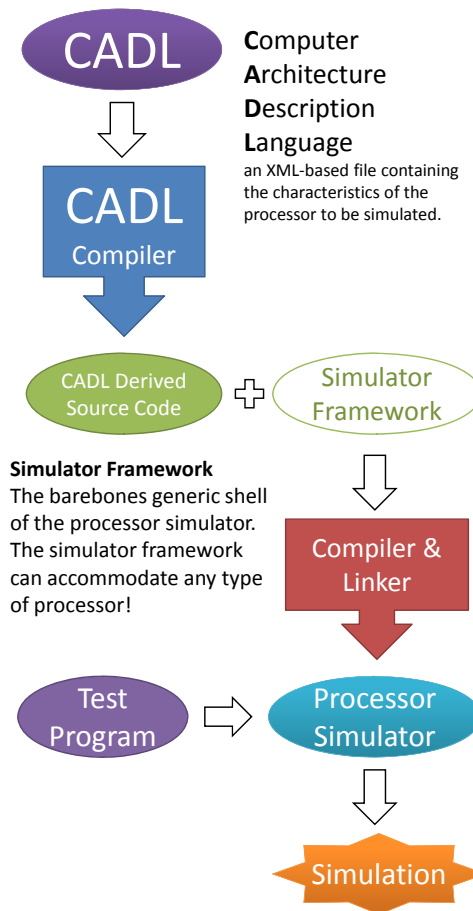 CADL
Computer
Architecture
Description
Language
an XML-based file containing
the characteristics of the
processor to be simulated.
CADL
Compiler
CADL Derived
Source Code
Simulator
Framework
Simulator Framework
The barebones generic shell
of the processor simulator.
The simulator framework
can accommodate any type
of processor!
Compiler &
Linker
Test
Program
Processor
Simulator
Simulation